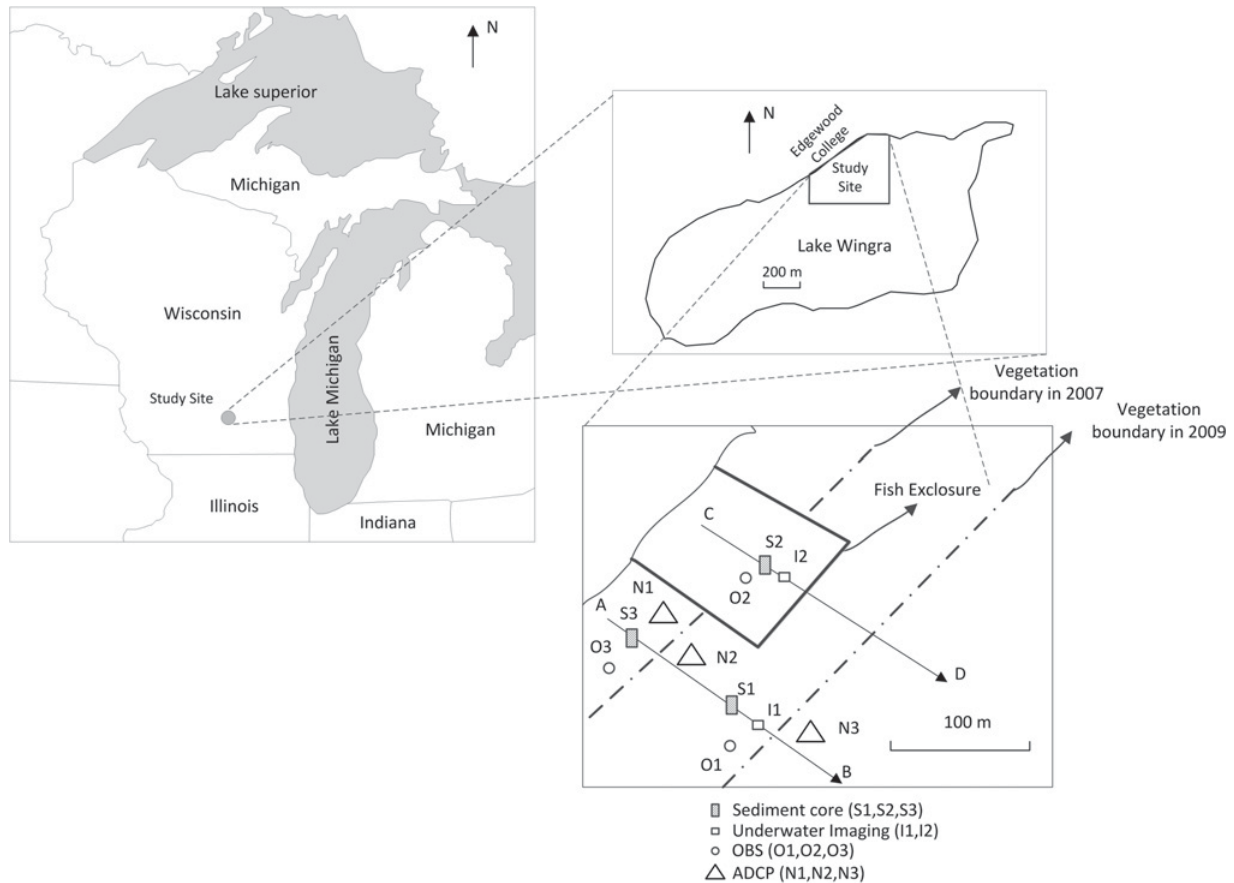 N
Lake superior
Michigan
Wisconsin
Study Site
Lake Michigan
Michigan
Illinois
Indiana
N
Edgewood
College
Study
Site
Lake Wingra
200 m
Vegetation
boundary in 2007
Vegetation
boundary in 2009
Fish Exclosure
C
S2
I2
O2
N1
A
S3
O3
N2
S1
I1
N3
O1
D
B
100 m
Sediment core (S1,S2,S3)
Underwater Imaging (I1,I2)
OBS (O1,O2,O3)
ADCP (N1,N2,N3)